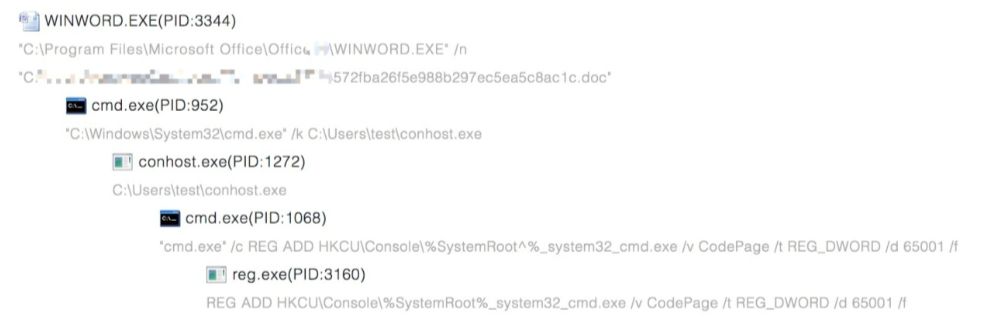 WINWORD.EXE(PID:3344)
"C:\Program Files\Microsoft Office\Office \WINWORD.EXE" /n
"C: 572fba26f5e988b297ec5ea5c8ac1c.doc"
cmd.exe(PID:952)
"C:\Windows\System32\cmd.exe" /k C:\Users\test\conhost.exe
conhost.exe(PID:1272)
C:\Users\test\conhost.exe
cmd.exe(PID:1068)
"cmd.exe" /c REG ADD HKCU\Console\%SystemRoot^%_system32_cmd.exe /v CodePage /t REG_DWORD /d 65001 /f
reg.exe(PID:3160)
REG ADD HKCU\Console\%SystemRoot%_system32_cmd.exe /v CodePage /t REG_DWORD /d 65001 /f